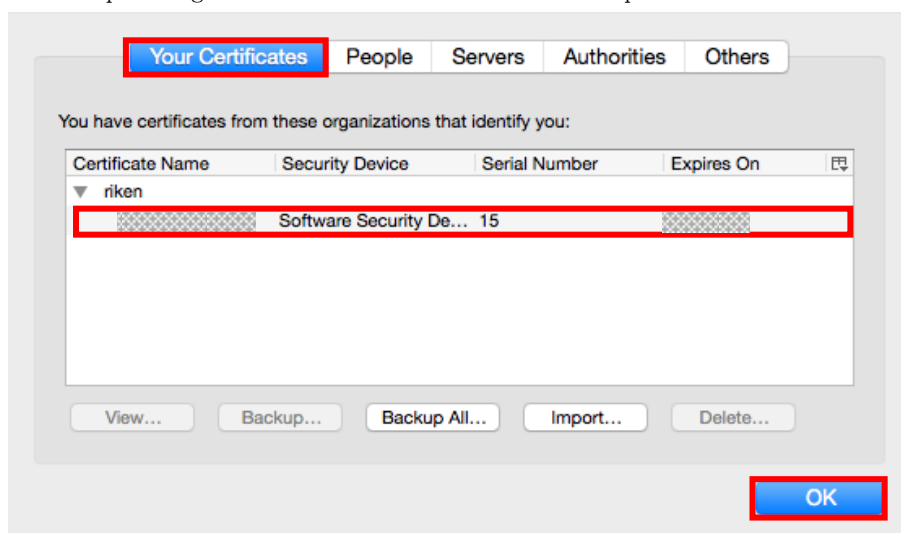 Your Certificates People Servers Authorities Others
You have certificates from these organizations that identify you:
Certificate Name Security Device Serial Number Expires On
riken
Software Security De... 15
View... Backup... Backup All... Import... Delete...
OK